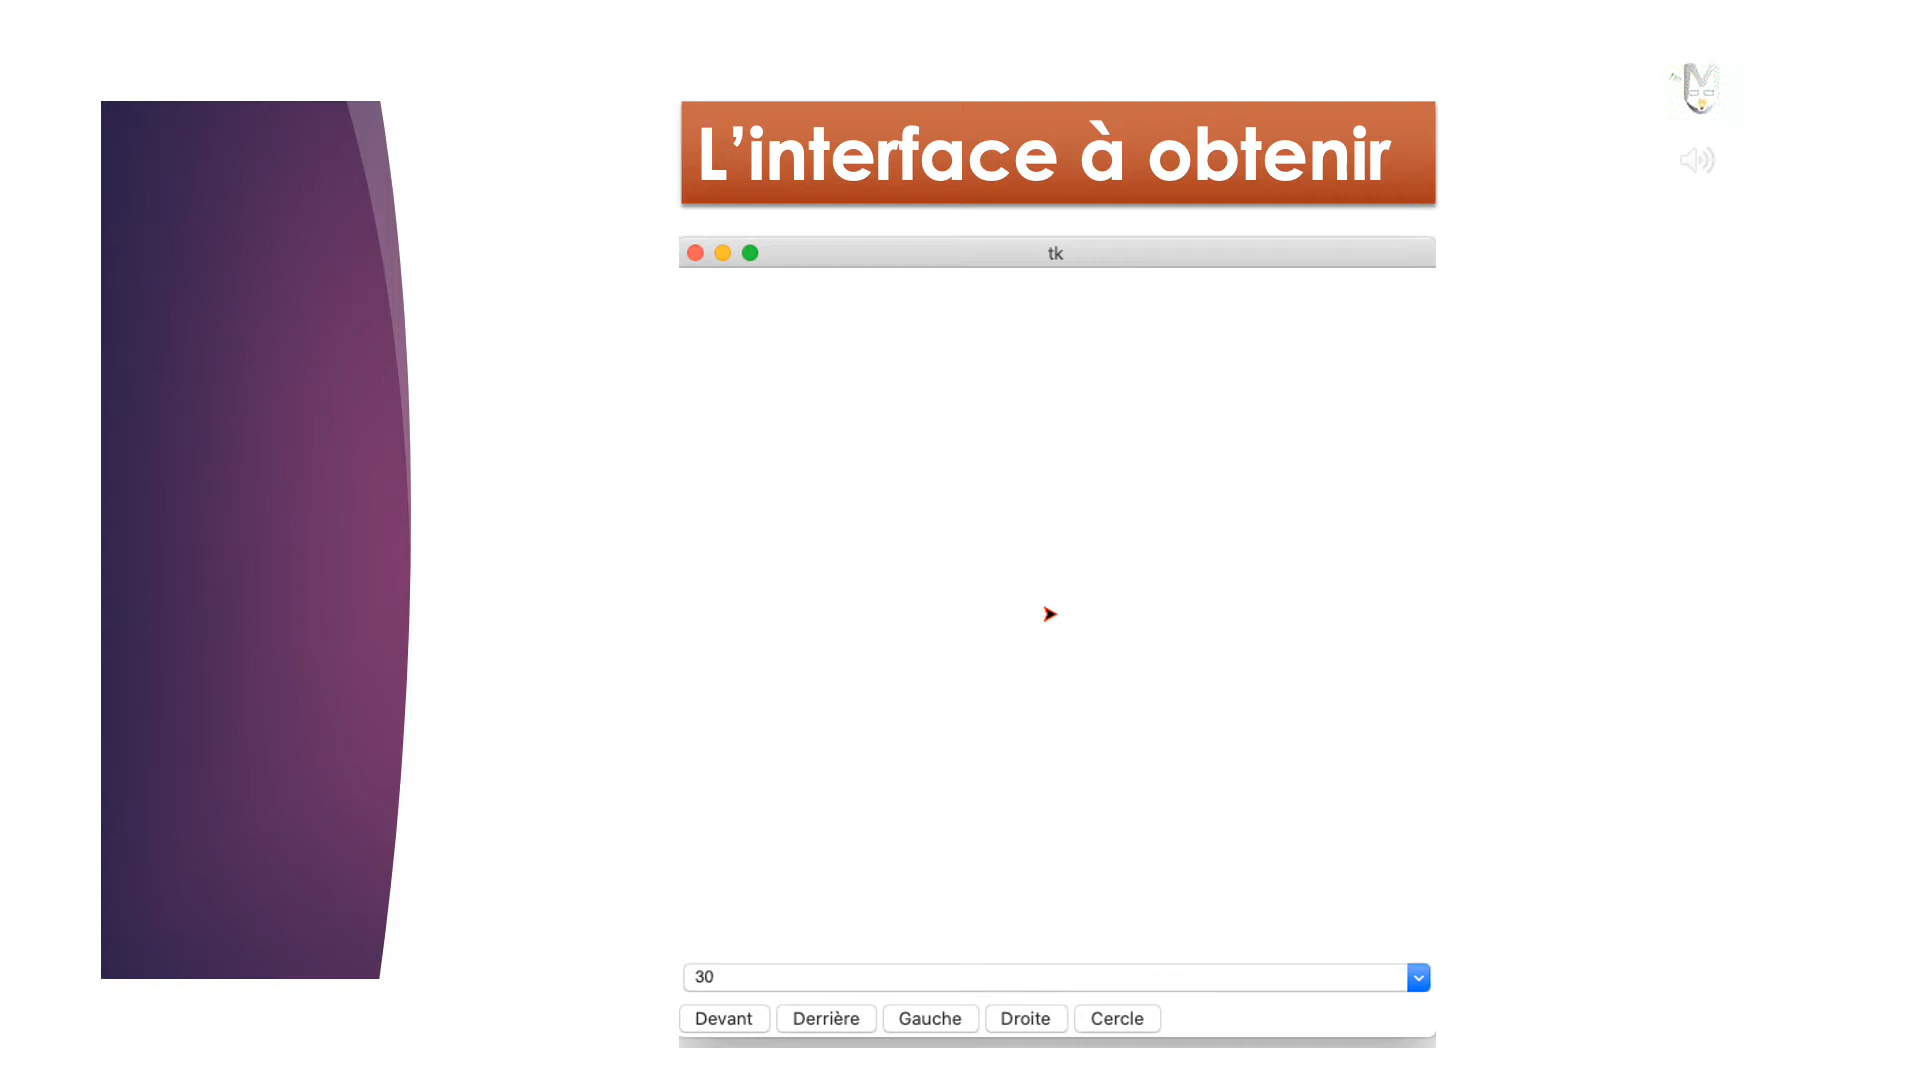 L’interface à obtenir
tk
30
Devant Derrière Gauche Droite Cercle